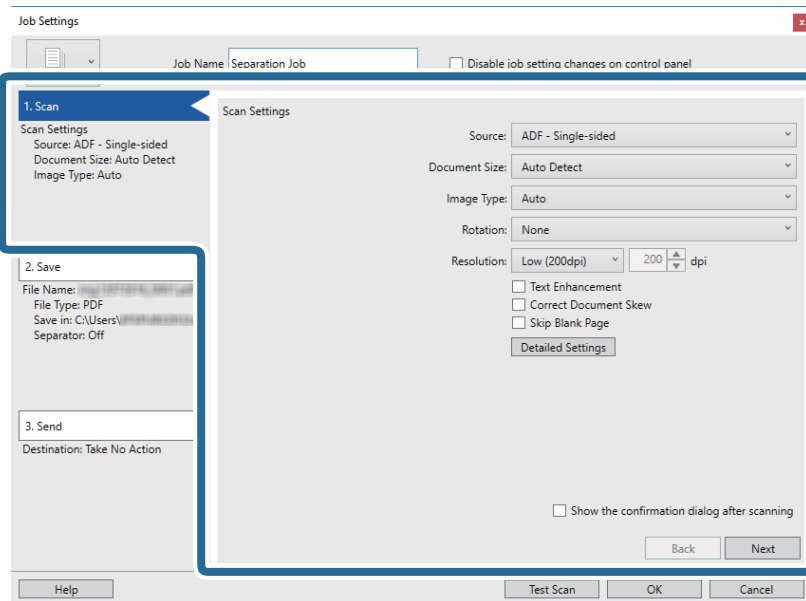 Job Settings
x
Job Name Separation Job Disable job setting changes on control panel
1. Scan
Scan Settings
Source: ADF - Single-sided
Document Size: Auto Detect
Image Type: Auto
2. Save
File Name:
File Type: PDF
Save in: C:\Users\
Separator: Off
3. Send
Destination: Take No Action
Scan Settings
Source: ADF - Single-sided
Document Size: Auto Detect
Image Type: Auto
Rotation: None
Resolution: Low (200dpi) 200 dpi
Text Enhancement
Correct Document Skew
Skip Blank Page
Detailed Settings
Show the confirmation dialog after scanning
Back Next
Help Test Scan OK Cancel